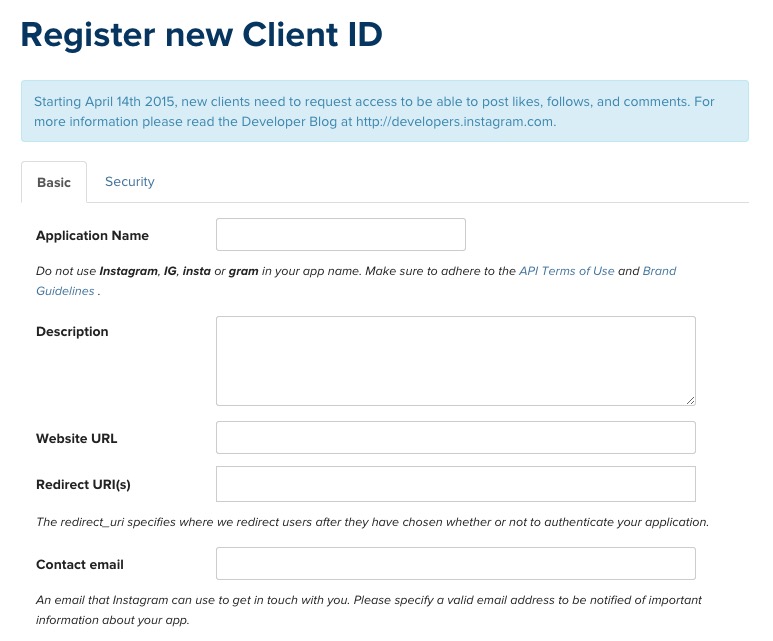 Register new Client ID
Starting April 14th 2015, new clients need to request access to be able to post likes, follows, and comments. For
more information please read the Developer Blog at http://developers.instagram.com.
Basic
Security
Application Name
Do not use Instagram, IG, insta or gram in your app name. Make sure to adhere to the API Terms of Use and Brand
Guidelines .
Description
Website URL
Redirect URI(s)
The redirect_uri specifies where we redirect users after they have chosen whether or not to authenticate your application.
Contact email
An email that Instagram can use to get in touch with you. Please specify a valid email address to be notified of important
information about your app.